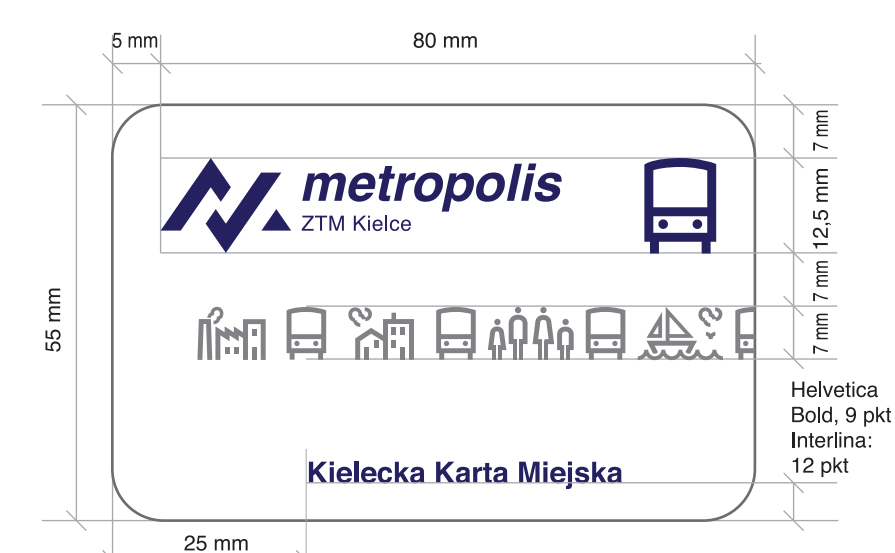 5 mm
80 mm
7 mm
metropolis
ZTM Kielce
12,5 mm
7 mm
55 mm
7 mm
Helvetica
Bold, 9 pkt
Interlina:
12 pkt
Kielecka Karta Miejska
25 mm